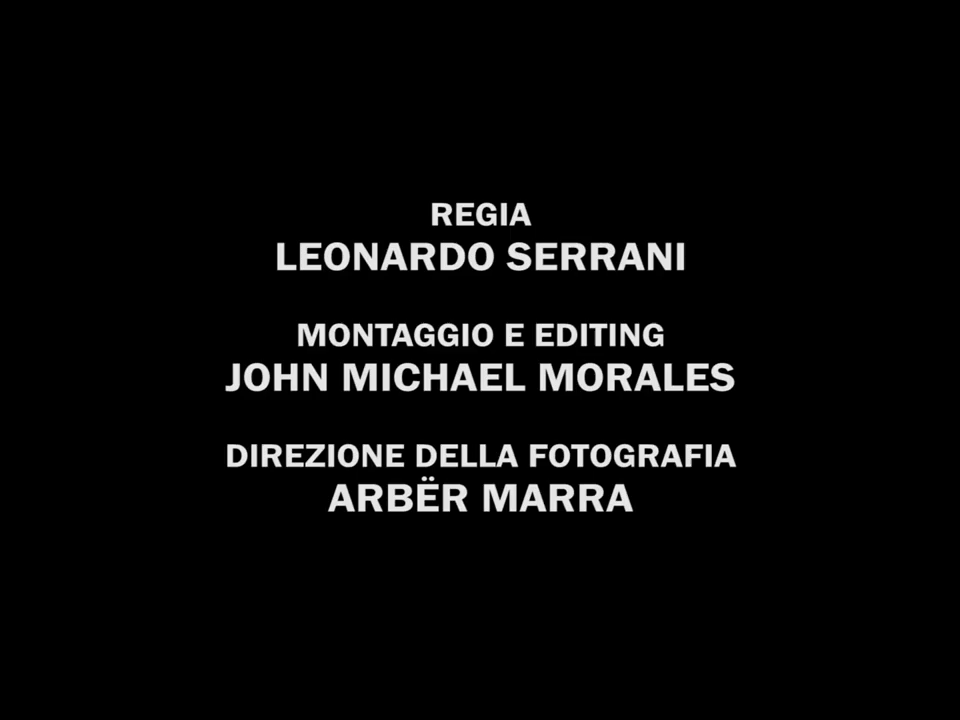 REGIA
LEONARDO SERRANI
MONTAGGIO E EDITING
JOHN MICHAEL MORALES
DIREZIONE DELLA FOTOGRAFIA
ARBËR MARRA